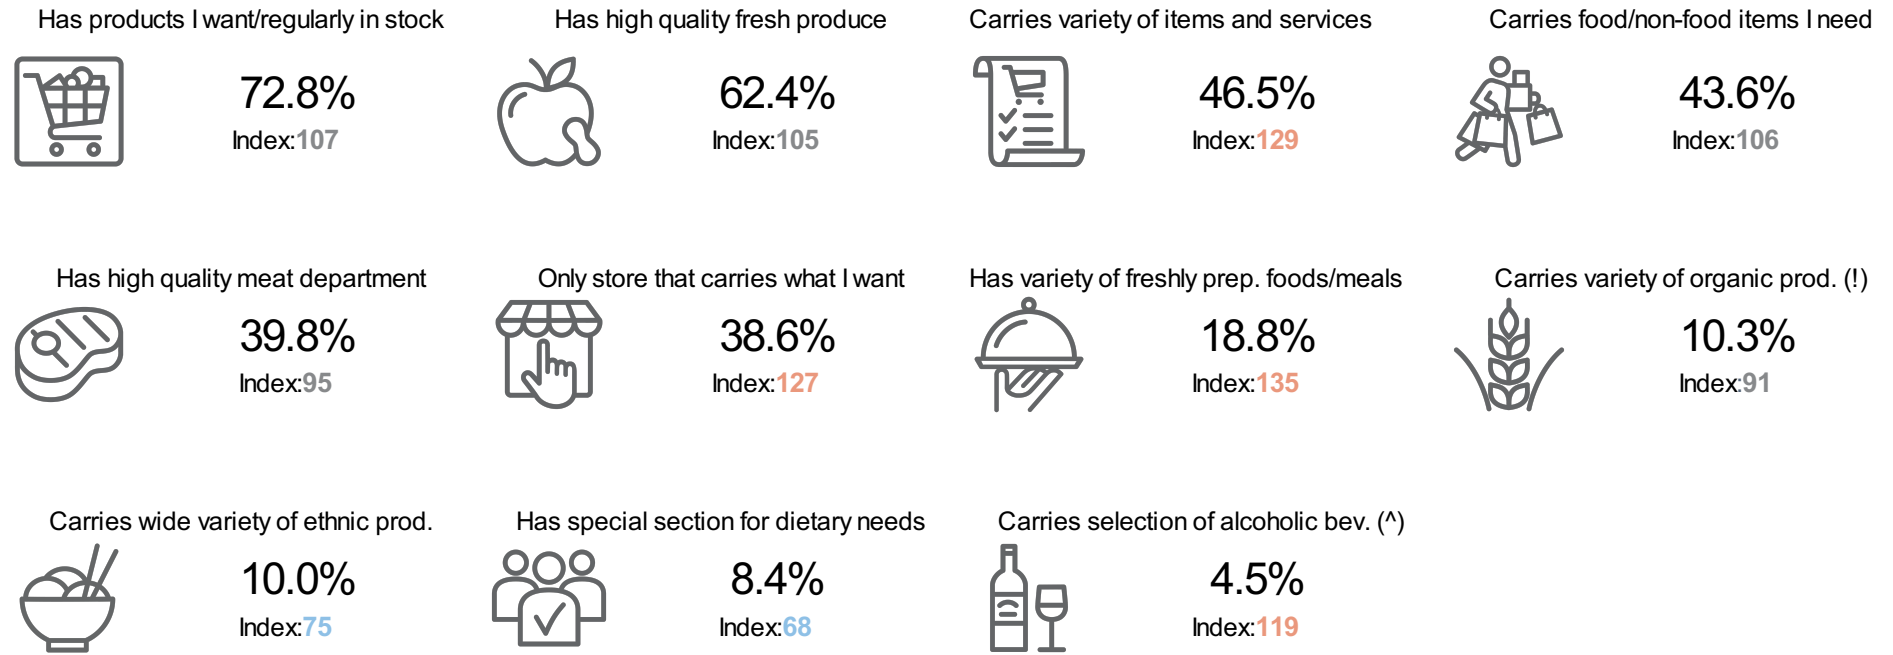 Has products I want/regularly in stock
72.8%
Index:107
Has high quality fresh produce
62.4%
Index:105
Carries variety of items and services
46.5%
Index:129
Carries food/non-food items I need
43.6%
Index:106
Has high quality meat department
39.8%
Index:95
Only store that carries what I want
38.6%
Index:127
Has variety of freshly prep. foods/meals
18.8%
Index:135
Carries variety of organic prod. (!)
10.3%
Index:91
Carries wide variety of ethnic prod.
10.0%
Index:75
Has special section for dietary needs
8.4%
Index:68
Carries selection of alcoholic bev. (^)
4.5%
Index:119